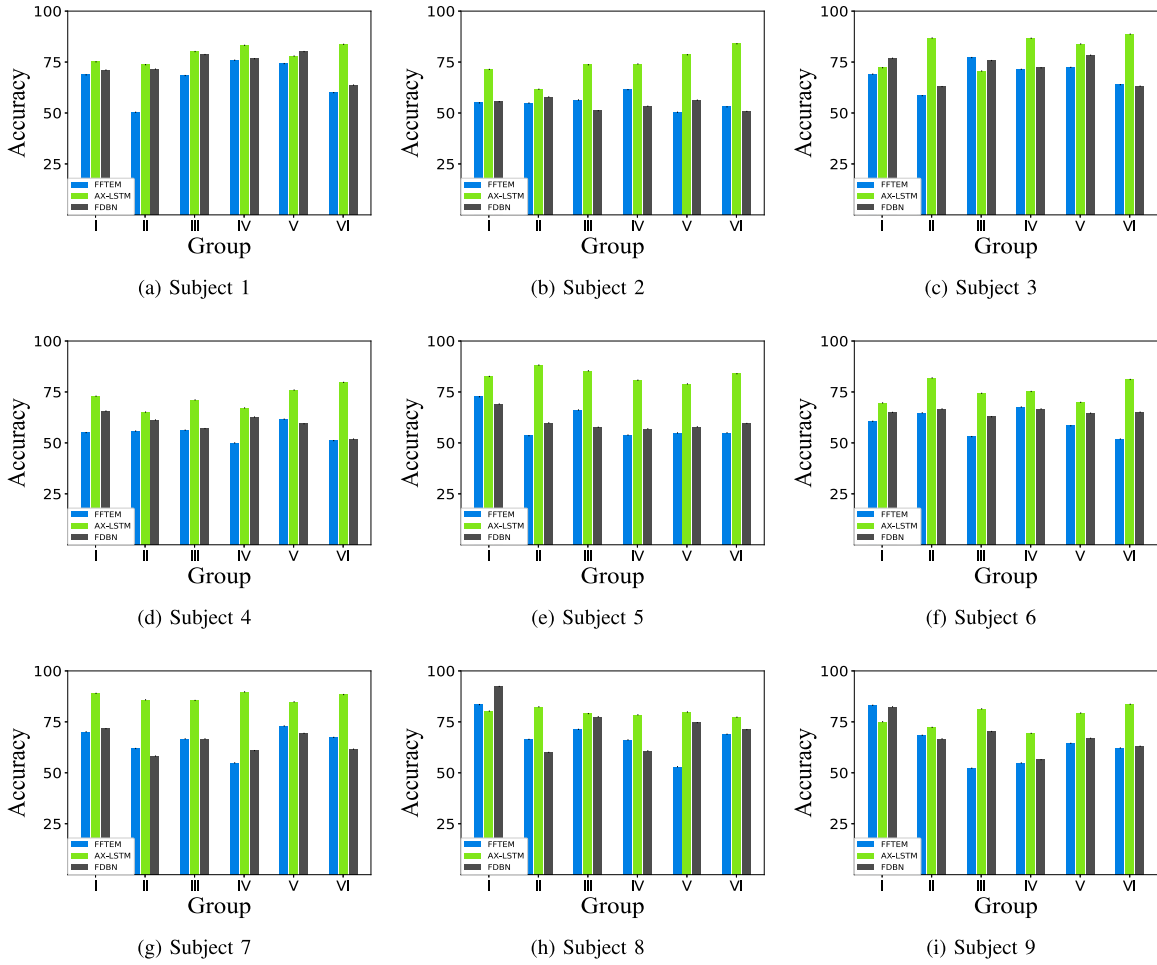 100
75
50
25
Accuracy
FFTEM
AX-LSTM
FDBN
I II III IV V VI
Group
(a) Subject 1
100
75
50
25
Accuracy
FFTEM
AX-LSTM
FDBN
I II III IV V VI
Group
(b) Subject 2
100
75
50
25
Accuracy
FFTEM
AX-LSTM
FDBN
I II III IV V VI
Group
(c) Subject 3
100
75
50
25
Accuracy
FFTEM
AX-LSTM
FDBN
I II III IV V VI
Group
(d) Subject 4
100
75
50
25
Accuracy
FFTEM
AX-LSTM
FDBN
I II III IV V VI
Group
(e) Subject 5
100
75
50
25
Accuracy
FFTEM
AX-LSTM
FDBN
I II III IV V VI
Group
(f) Subject 6
100
75
50
25
Accuracy
FFTEM
AX-LSTM
FDBN
I II III IV V VI
Group
(g) Subject 7
100
75
50
25
Accuracy
FFTEM
AX-LSTM
FDBN
I II III IV V VI
Group
(h) Subject 8
100
75
50
25
Accuracy
FFTEM
AX-LSTM
FDBN
I II III IV V VI
Group
(i) Subject 9